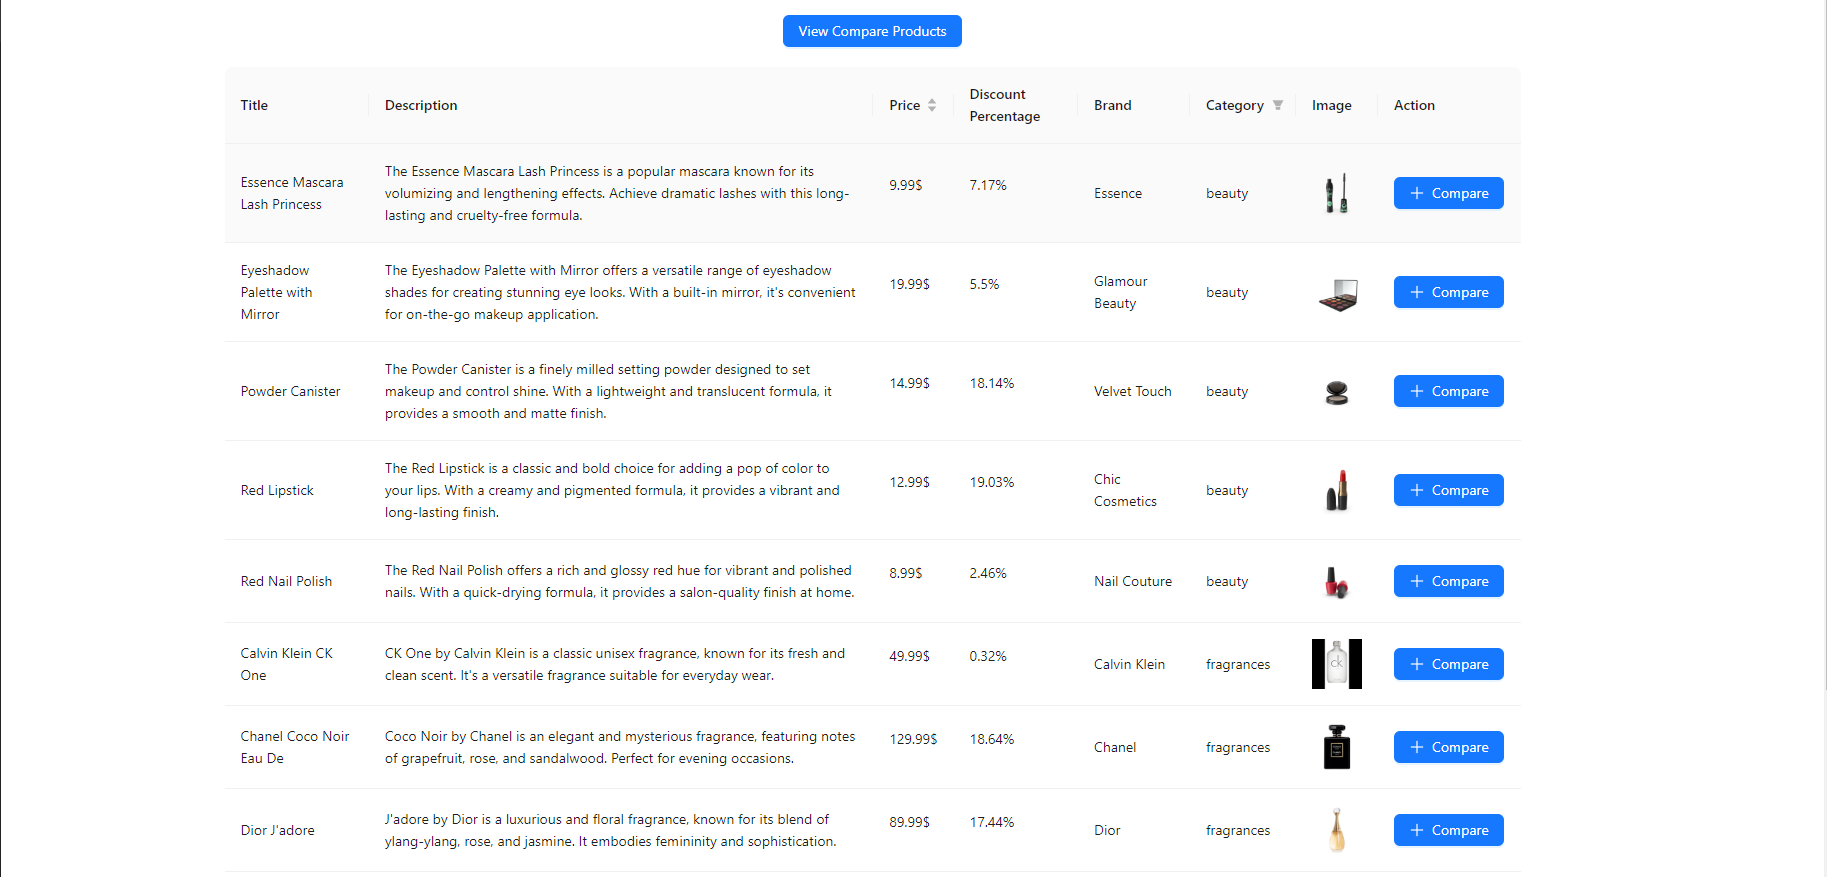 View Compare Products
Title Description Price Discount Percentage Brand Category Image Action
Essence Mascara
Lash Princess
The Essence Mascara Lash Princess is a popular mascara known for its
volumizing and lengthening effects. Achieve dramatic lashes with this long-
lasting and cruelty-free formula.
9.99$
7.17%
Essence
beauty
+ Compare
Eyeshadow
Palette with
Mirror
The Eyeshadow Palette with Mirror offers a versatile range of eyeshadow
shades for creating stunning eye looks. With a built-in mirror, it's convenient
for on-the-go makeup application.
19.99$
5.5%
Glamour
Beauty
beauty
+ Compare
Powder Canister
The Powder Canister is a finely milled setting powder designed to set
makeup and control shine. With a lightweight and translucent formula, it
provides a smooth and matte finish.
14.99$
18.14%
Velvet Touch
beauty
+ Compare
Red Lipstick
The Red Lipstick is a classic and bold choice for adding a pop of color to
your lips. With a creamy and pigmented formula, it provides a vibrant and
long-lasting finish.
12.99$
19.03%
Chic
Cosmetics
beauty
+ Compare
Red Nail Polish
The Red Nail Polish offers a rich and glossy red hue for vibrant and polished
nails. With a quick-drying formula, it provides a salon-quality finish at home.
8.99$
2.46%
Nail Couture
beauty
+ Compare
Calvin Klein CK
One
CK One by Calvin Klein is a classic unisex fragrance, known for its fresh and
clean scent. It's a versatile fragrance suitable for everyday wear.
49.99$
0.32%
Calvin Klein
fragrances
ck
+ Compare
Chanel Coco Noir
Eau De
Coco Noir by Chanel is an elegant and mysterious fragrance, featuring notes
of grapefruit, rose, and sandalwood. Perfect for evening occasions.
129.99$
18.64%
Chanel
fragrances
+ Compare
Dior J'adore
J'adore by Dior is a luxurious and floral fragrance, known for its blend of
ylang-ylang, rose, and jasmine. It embodies femininity and sophistication.
89.99$
17.44%
Dior
fragrances
+ Compare